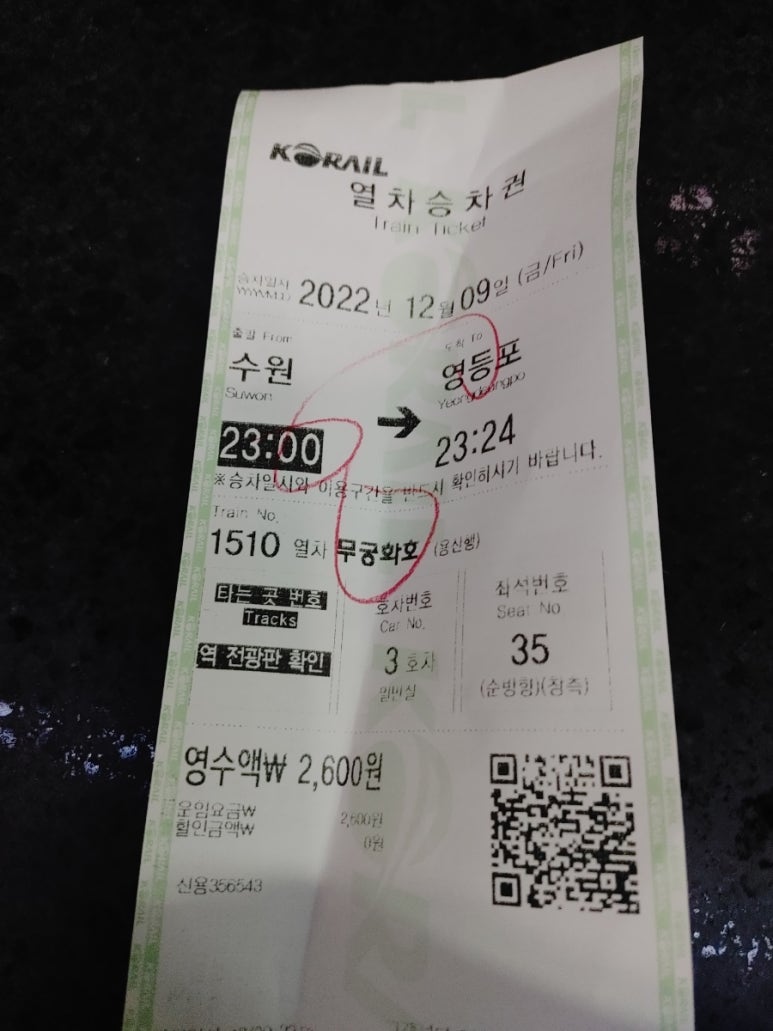 KORAIL
열차승차권
Train Ticket
승차일시 2022년 12월 09일 (금/Fri)
출발 From
수원
Suwon
23:00
도착 To
영등포
Yeongdeungpo
➔
23:24
※승차일시와 이용구간을 반드시 확인하시기 바랍니다.
Train No.
1510 열차 무궁화호 (용산행)
타는 곳 번호
Tracks
역 전광판 확인
호차번호
Car No.
3 호차
일반실
좌석번호
Seat No
35
(순방향)(창측)
영수액₩ 2,600원
운임요금₩ 2,600원
할인금액₩ 0원
신용356543